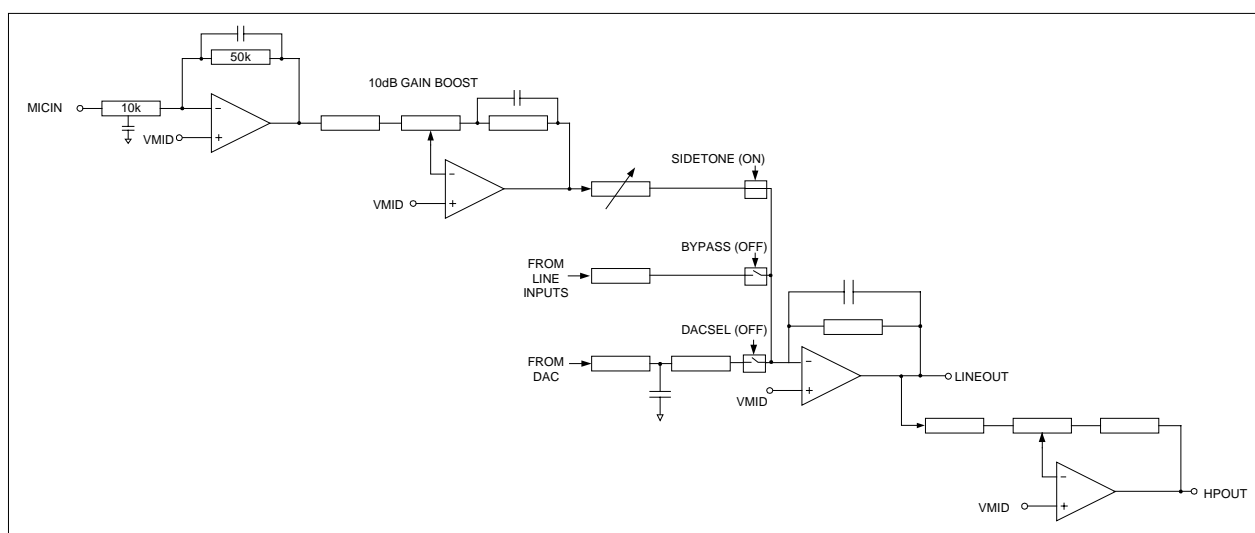 50k
10dB GAIN BOOST
MICIN
10k
−
+
VMID
SIDETONE (ON)
−
+
VMID
BYPASS (OFF)
FROM
LINE
INPUTS
DACSEL (OFF)
FROM
DAC
−
+
VMID
LINEOUT
−
+
VMID
HPOUT